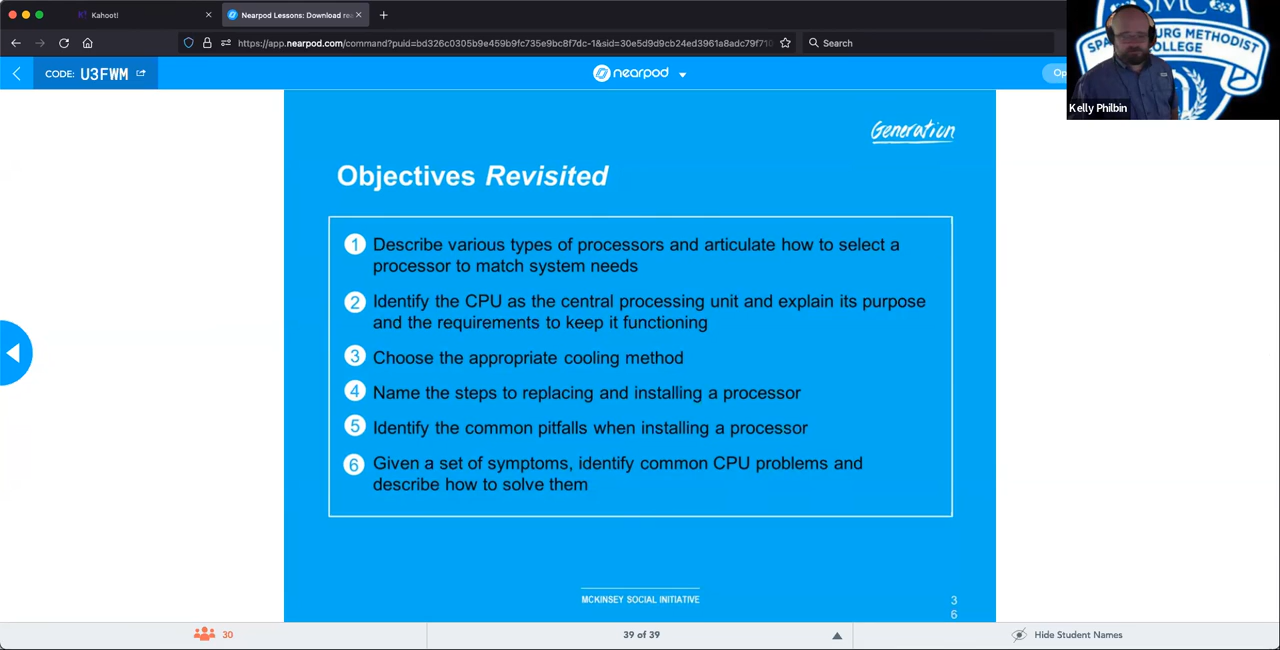 Kahoot!
Nearpod Lessons: Download re
https://app.nearpod.com/command?puid=bd326c0305b9e459b9fc735e9bc8f7dc-1&sid=30e5d9d9cb24ed3961a8adc79f71
Search
CODE: U3FWM
nearpod
Op
SMC
METHODIST
COLLEGE
Kelly Philbin
Generation
Objectives Revisited
1 Describe various types of processors and articulate how to select a
processor to match system needs
2 Identify the CPU as the central processing unit and explain its purpose
and the requirements to keep it functioning
3 Choose the appropriate cooling method
4 Name the steps to replacing and installing a processor
5 Identify the common pitfalls when installing a processor
6 Given a set of symptoms, identify common CPU problems and
describe how to solve them
MCKINSEY SOCIAL INITIATIVE
3
6
30
39 of 39
Hide Student Names